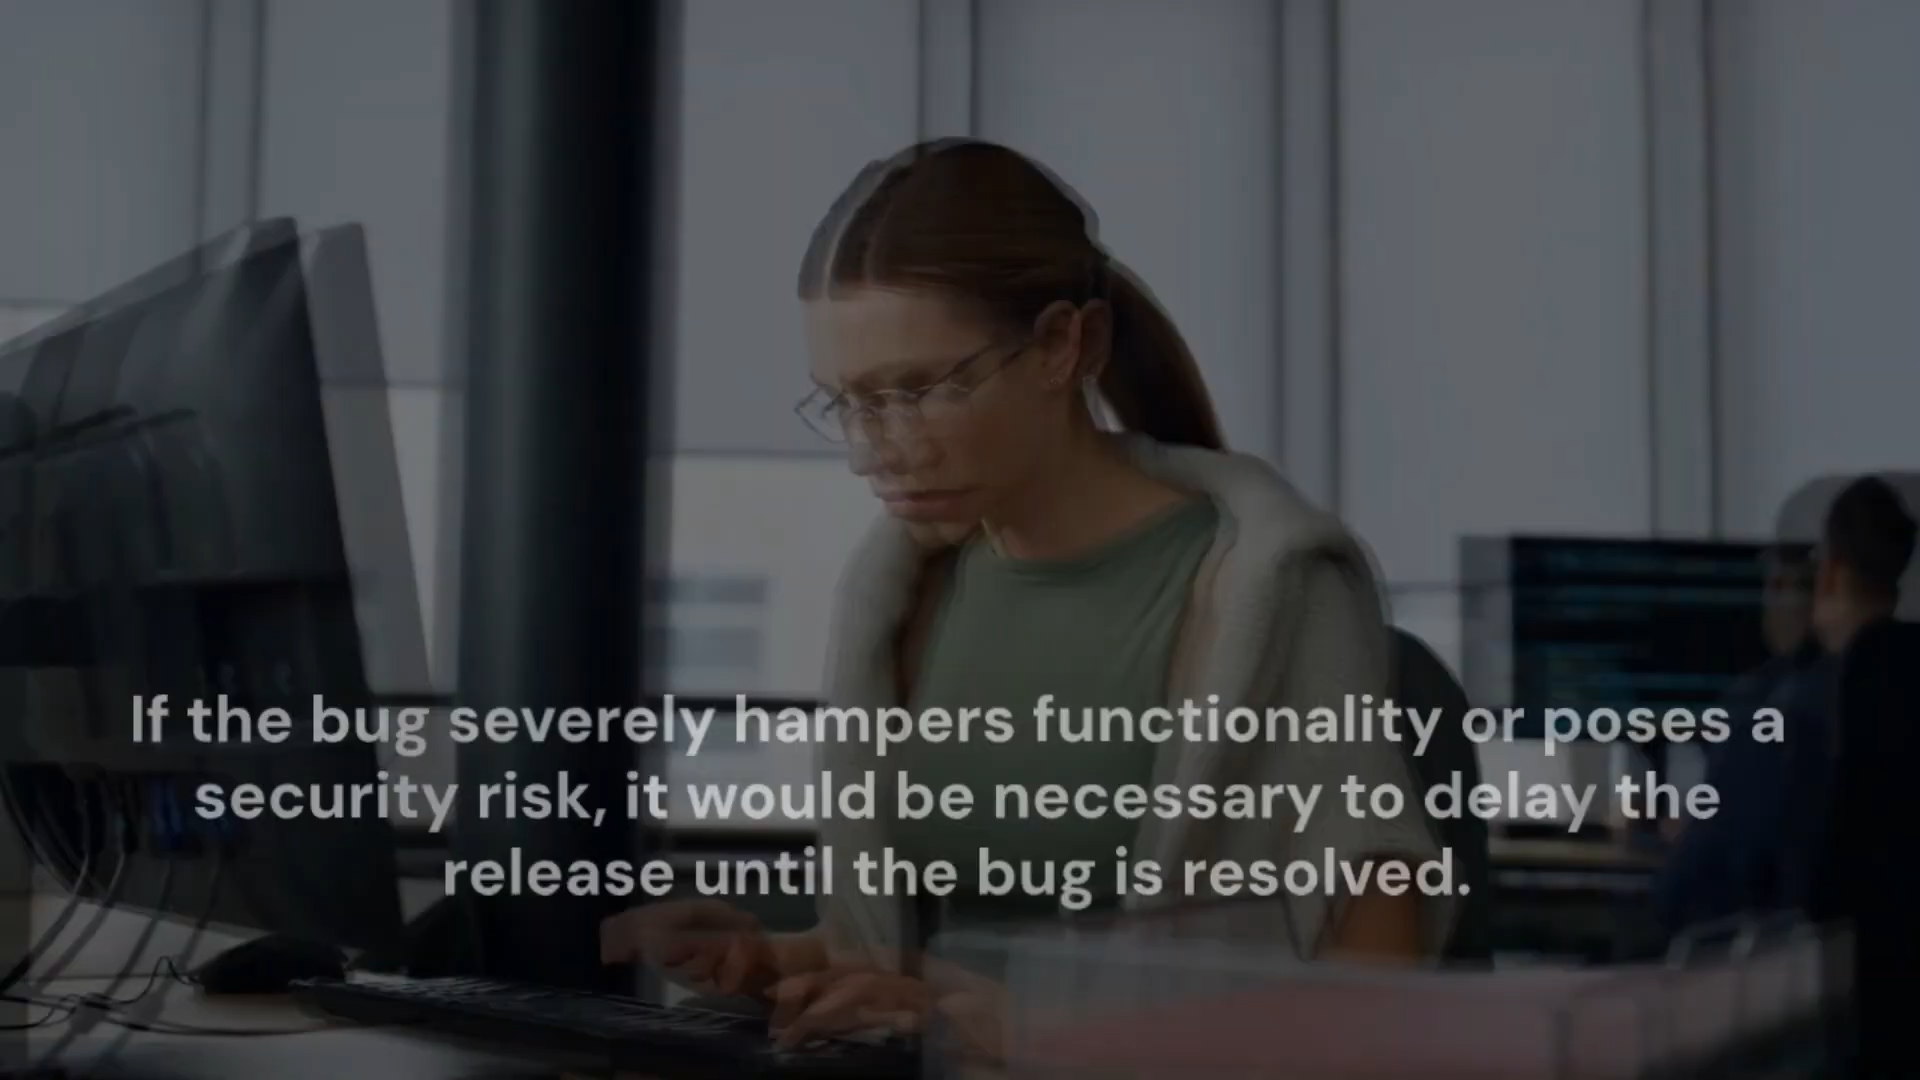 If the bug severely hampers functionality or poses a
security risk, it would be necessary to delay the
release until the bug is resolved.